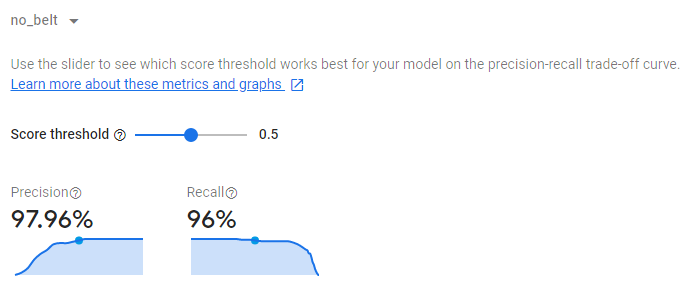 no_belt
Use the slider to see which score threshold works best for your model on the precision-recall trade-off curve.
Learn more about these metrics and graphs
Score threshold 0.5
Precision Recall
97.96% 96%